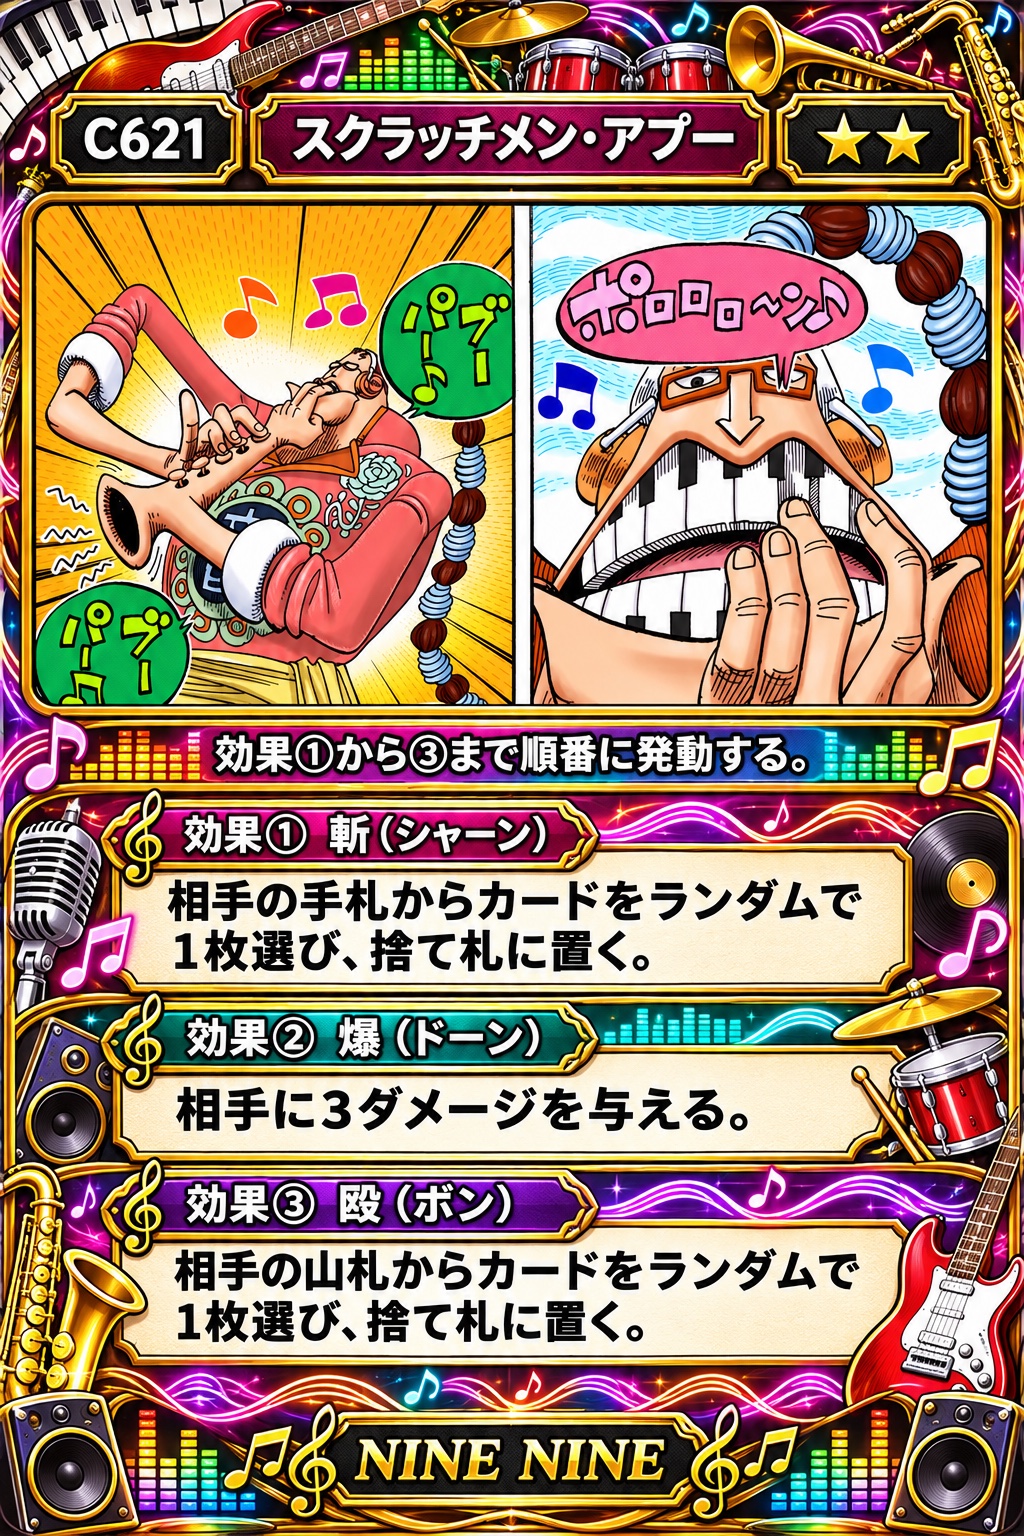 C621
スクラッチメン・アプー
★★
パブー♪
ポロロロ～ン♪
パブー♫
効果①から③まで順番に発動する。
効果① 斬（シャーン）
相手の手札からカードをランダムで
１枚選び、捨て札に置く。
効果② 爆（ドーン）
相手に３ダメージを与える。
効果③ 殴（ボン）
相手の山札からカードをランダムで
１枚選び、捨て札に置く。
NINE NINE